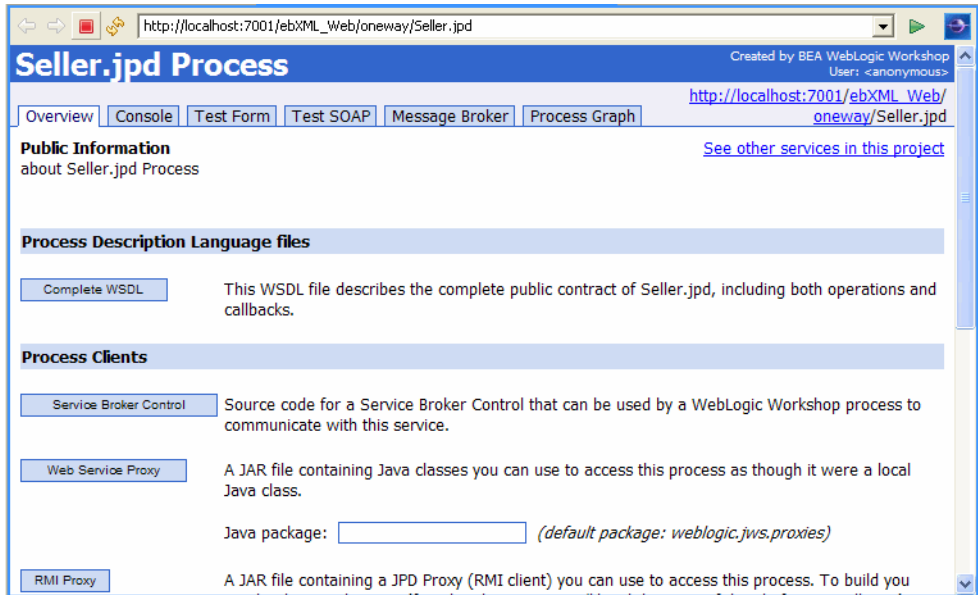 http://localhost:7001/ebXML_Web/oneway/Seller.jpd
Seller.jpd Process
Created by BEA WebLogic Workshop
User: <anonymous>
http://localhost:7001/ebXML_Web/
oneway/Seller.jpd
Overview Console Test Form Test SOAP Message Broker Process Graph
Public Information
about Seller.jpd Process
See other services in this project
Process Description Language files
Complete WSDL
This WSDL file describes the complete public contract of Seller.jpd, including both operations and
callbacks.
Process Clients
Service Broker Control
Source code for a Service Broker Control that can be used by a WebLogic Workshop process to
communicate with this service.
Web Service Proxy
A JAR file containing Java classes you can use to access this process as though it were a local
Java class.
Java package:
(default package: weblogic.jws.proxies)
RMI Proxy
A JAR file containing a JPD Proxy (RMI client) you can use to access this process. To build you